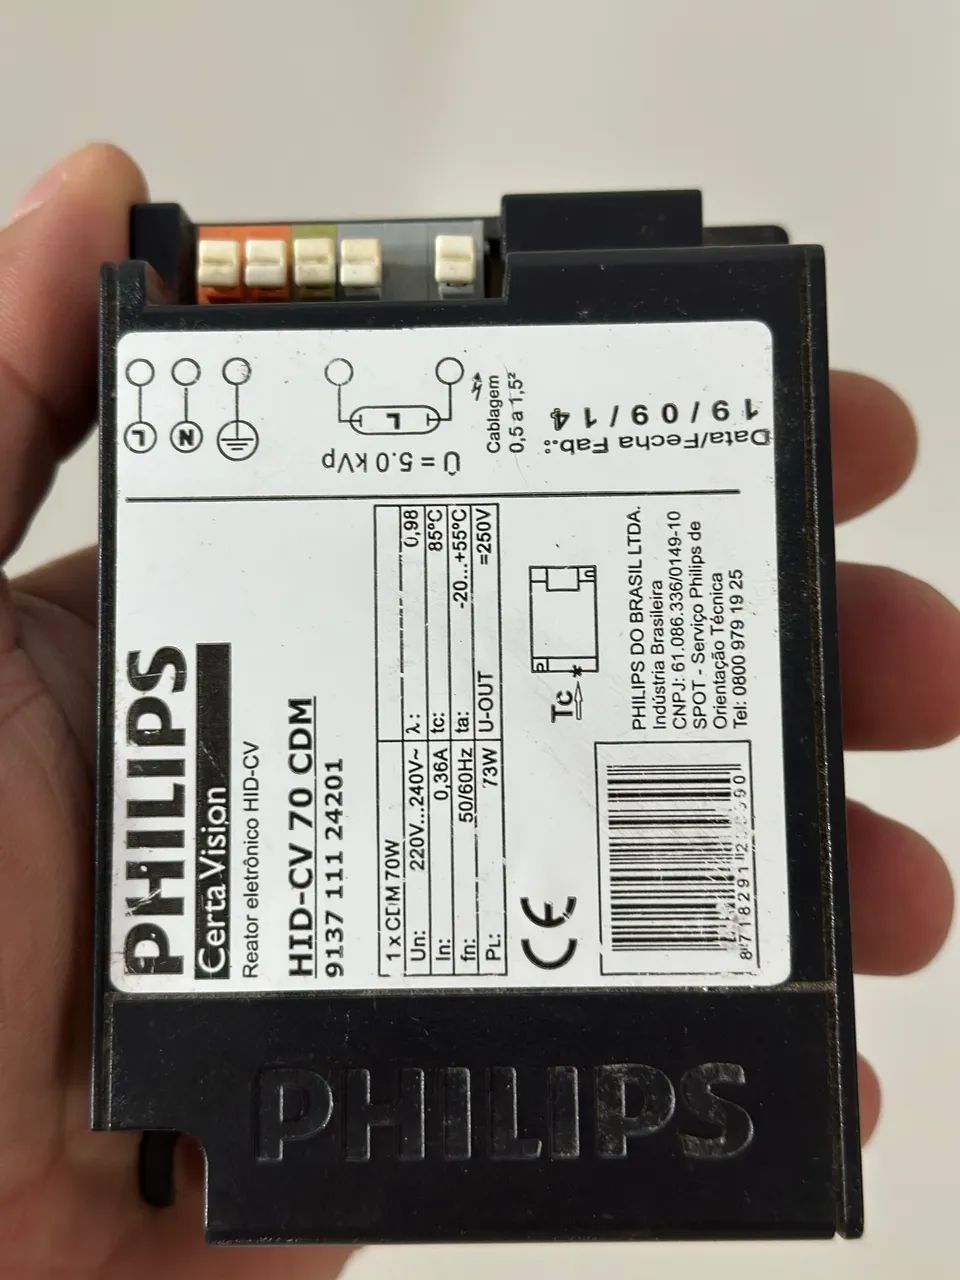 PHILIPS
CertaVision
Reator eletrônico HID-CV
HID-CV 70 CDM
9137 111 24201
1 x CDM 70W
Un: 220V...240V~ λ: 0,98
In: 0,36A tc: 85°C
fn: 50/60Hz ta: -20...+55°C
PL: 73W U-OUT =250V
CE
Tc
P
In
*
PHILIPS DO BRASIL LTDA.
Indústria Brasileira
CNPJ: 61.086.336/0149-10
SPOT - Serviço Philips de
Orientação Técnica
Tel: 0800 979 19 25
L
N
L
Û = 5.0 kVp
Cablagem
0,5 a 1,5²
Data/Fecha Fab.:
19/09/14
PHILIPS